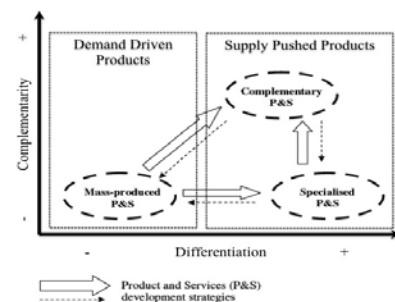 +
Demand Driven
Products
Supply Pushed Products
Complementary
P&S
Complementarity
Mass-produced
P&S
Specialised
P&S
-
-
Differentiation
+
Product and Services (P&S)
development strategies